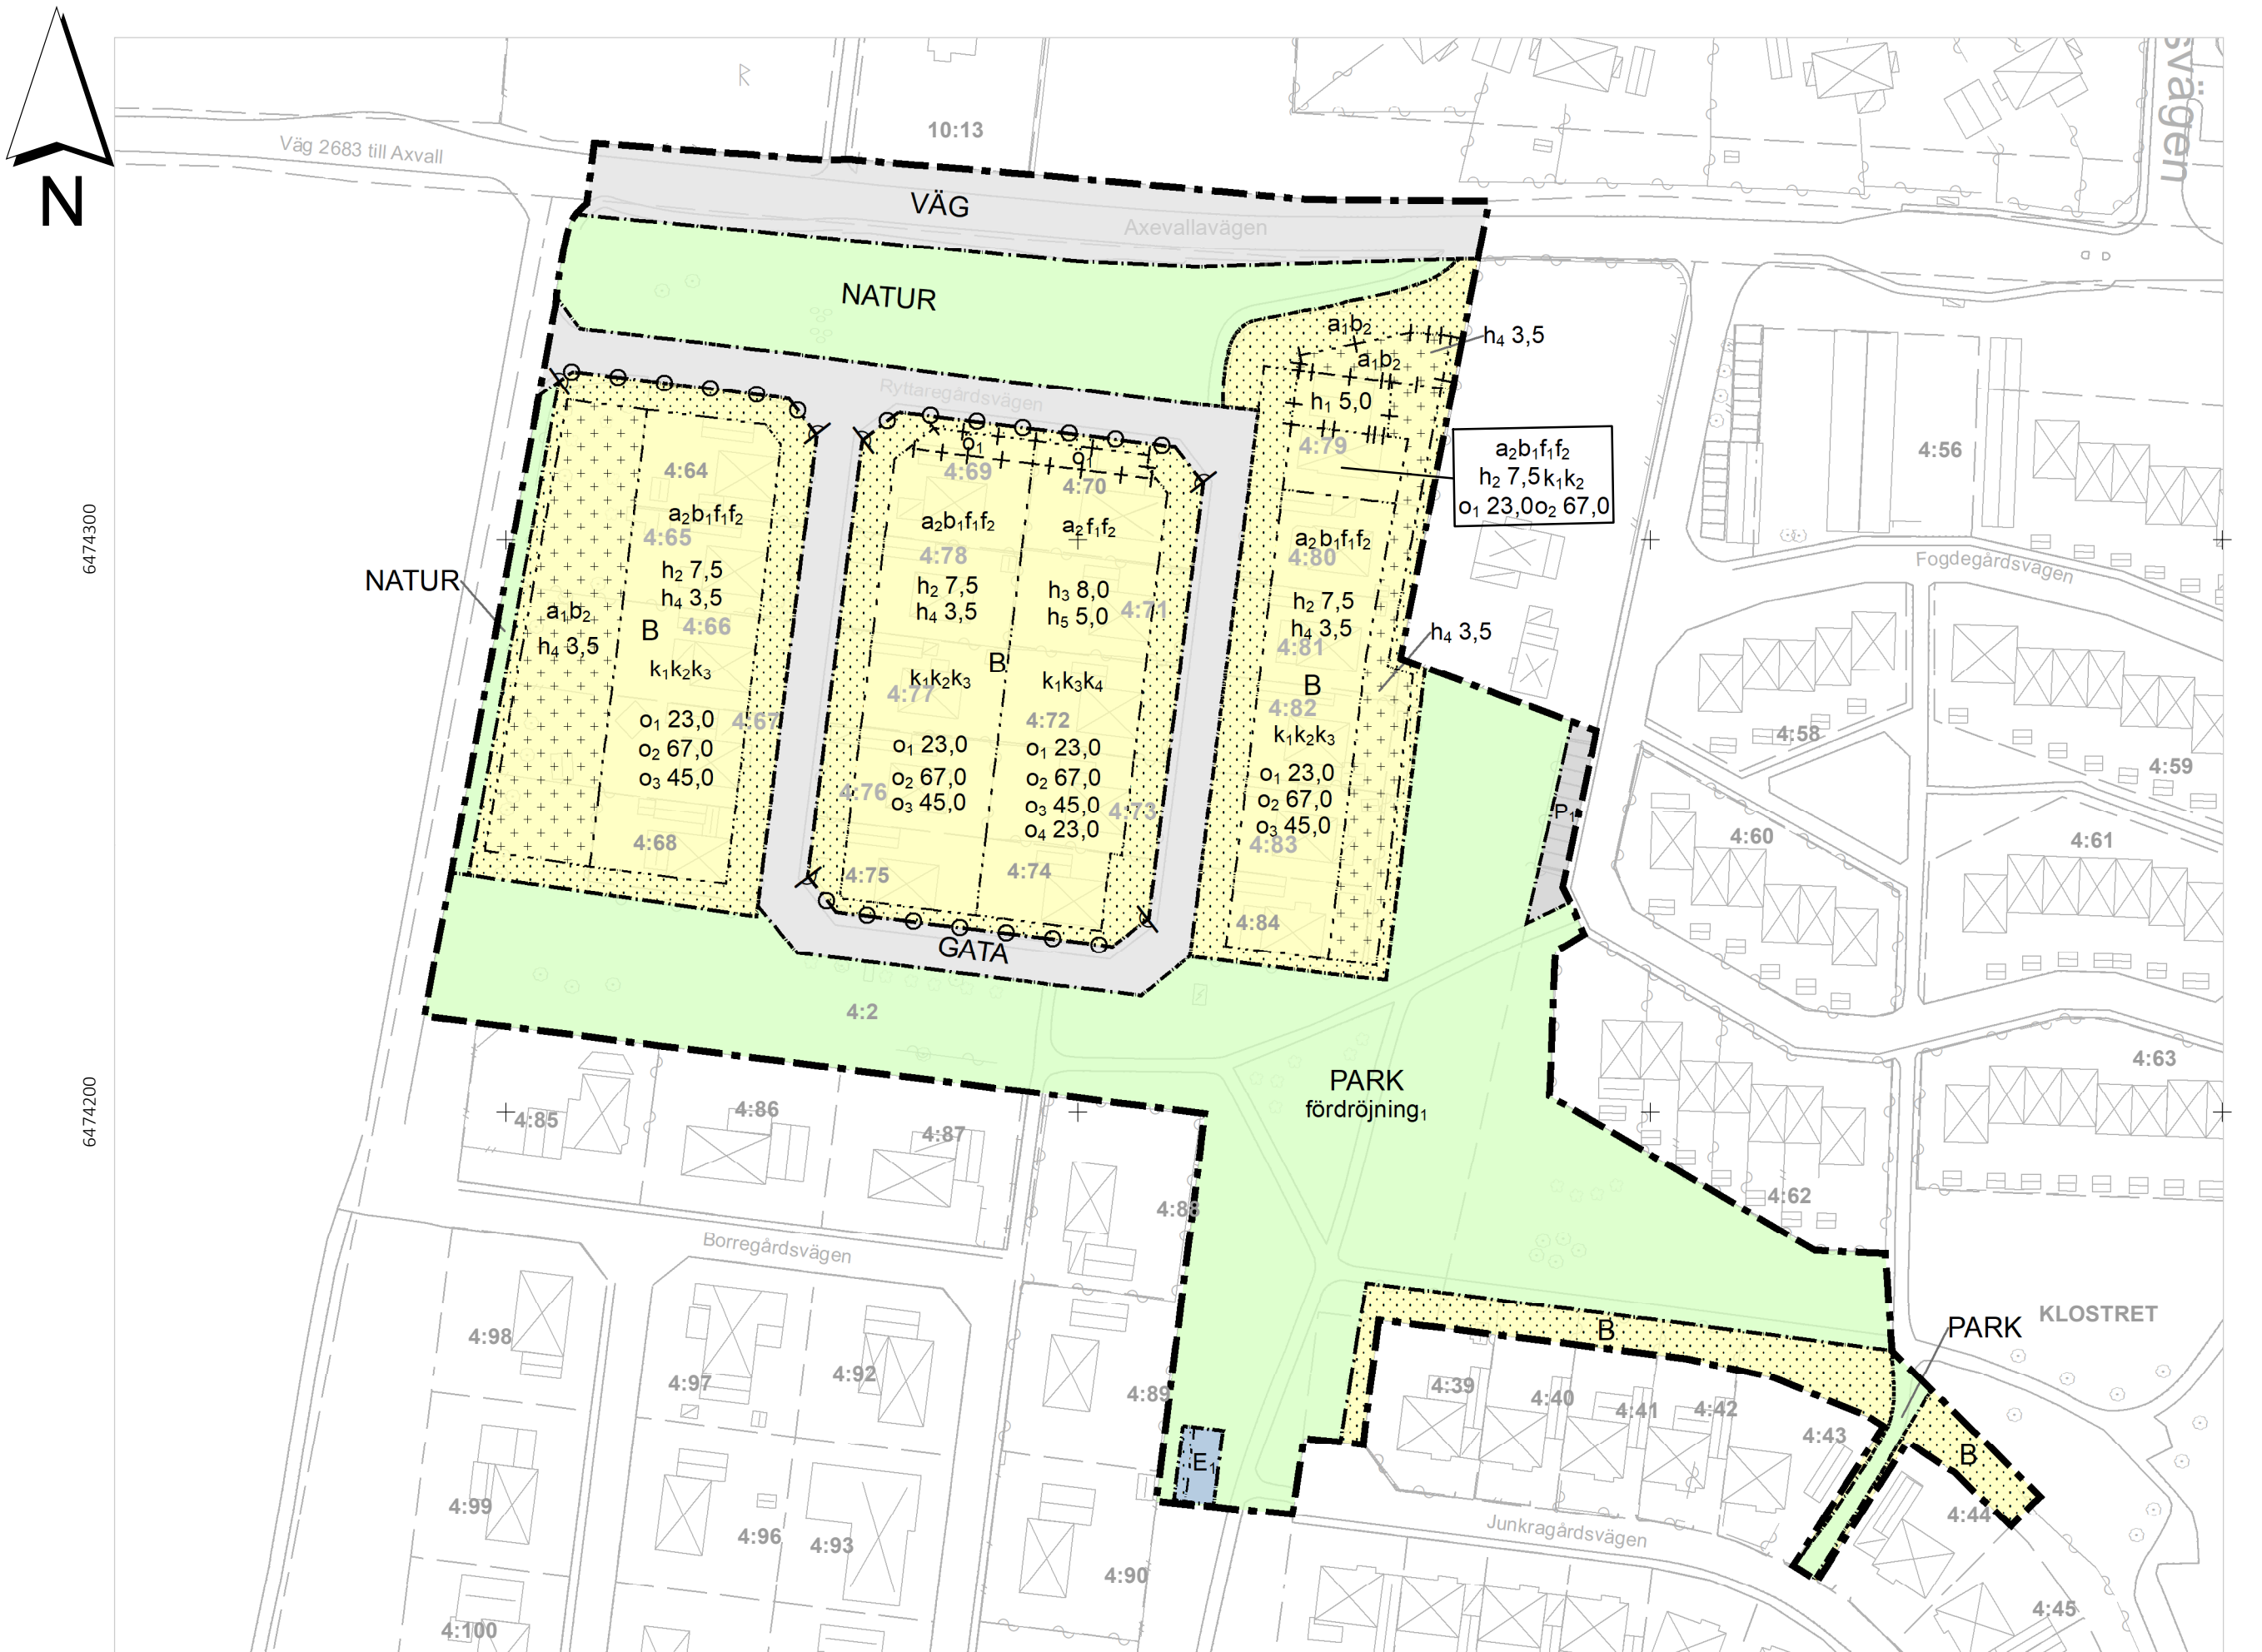 N
svägen
10:13
Väg 2683 till Axvall
VÄG
Axevallavägen
NATUR
a₁b₂
h₄ 3,5
a₁b₂
Ryttaregårdsvägen
h₁ 5,0
o₁
o₁
4:79
4:56
4:64
4:69
4:70
a₂b₁f₁f₂
h₂ 7,5k₁k₂
o₁ 23,0o₂ 67,0
6474300
a₂b₁f₁f₂
a₂b₁f₁f₂
a₂f₁f₂
a₂b₁f₁f₂
4:65
4:78
4:80
Fogdegårdsvägen
NATUR
h₂ 7,5
h₄ 3,5
h₂ 7,5
h₄ 3,5
h₃ 8,0
h₅ 5,0
4:71
h₂ 7,5
h₄ 3,5
h₄ 3,5
a₁b₂
h₄ 3,5
B
4:66
B
4:81
B
k₁k₂k₃
k₁k₂k₃
4:77
k₁k₃k₄
4:82
k₁k₂k₃
4:67
4:72
4:58
4:59
o₁ 23,0
o₂ 67,0
o₃ 45,0
o₁ 23,0
o₂ 67,0
o₃ 45,0
o₁ 23,0
o₂ 67,0
o₃ 45,0
o₄ 23,0
o₁ 23,0
o₂ 67,0
o₃ 45,0
4:76
4:73
P₁
4:60
4:61
4:68
4:75
4:74
4:83
4:84
GATA
4:2
4:63
PARK
fördröjning₁
6474200
4:85
4:86
4:87
4:88
4:62
Borregårdsvägen
KLOSTRET
PARK
B
4:98
4:97
4:92
4:89
4:39
4:40
4:41
4:42
4:43
B
E₁
4:99
4:96
4:93
4:90
Junkragårdsvägen
4:44
4:100
4:45